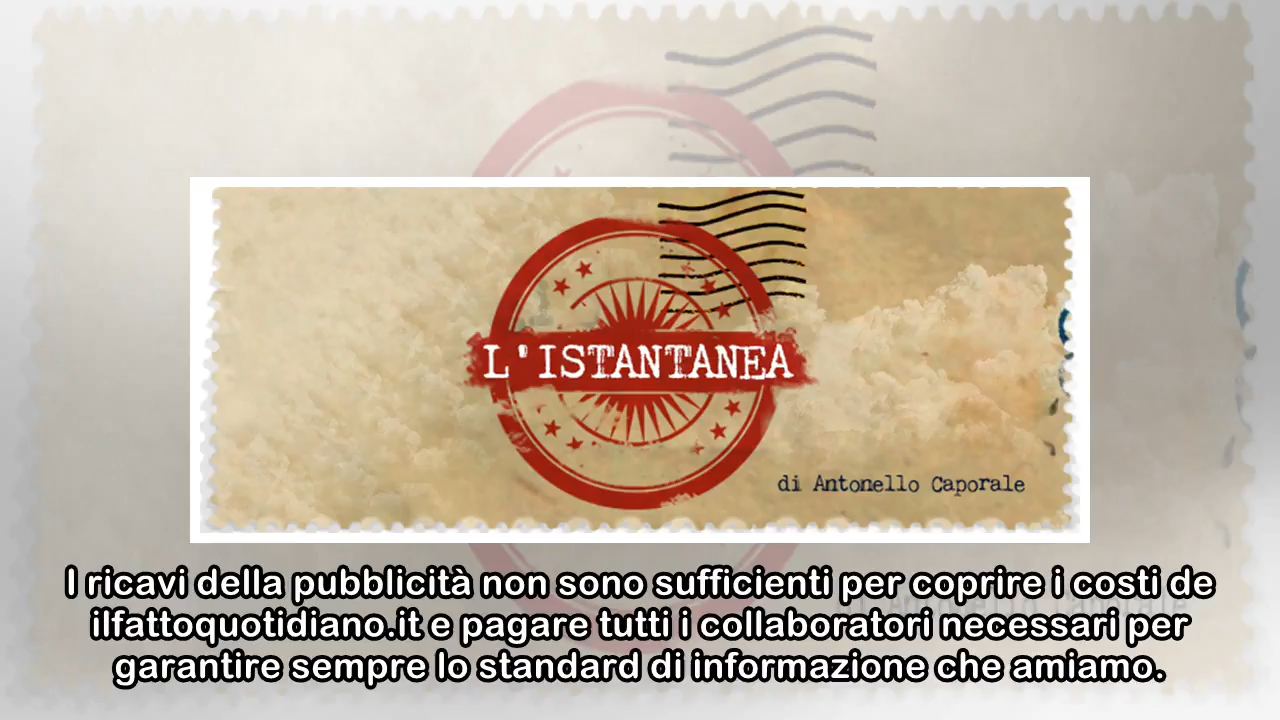 L'ISTANTANEA
di Antonello Caporale
I ricavi della pubblicità non sono sufficienti per coprire i costi de
ilfattoquotidiano.it e pagare tutti i collaboratori necessari per
garantire sempre lo standard di informazione che amiamo.